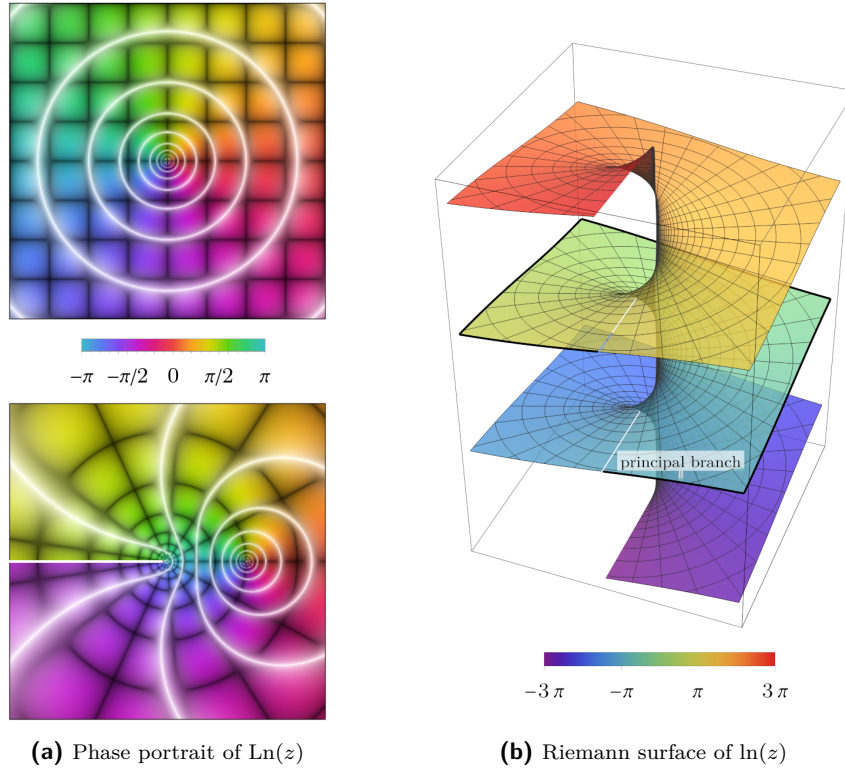 −π −π/2 0 π/2 π
principal branch
−3 π −π π 3 π
(a) Phase portrait of Ln(z)
(b) Riemann surface of ln(z)